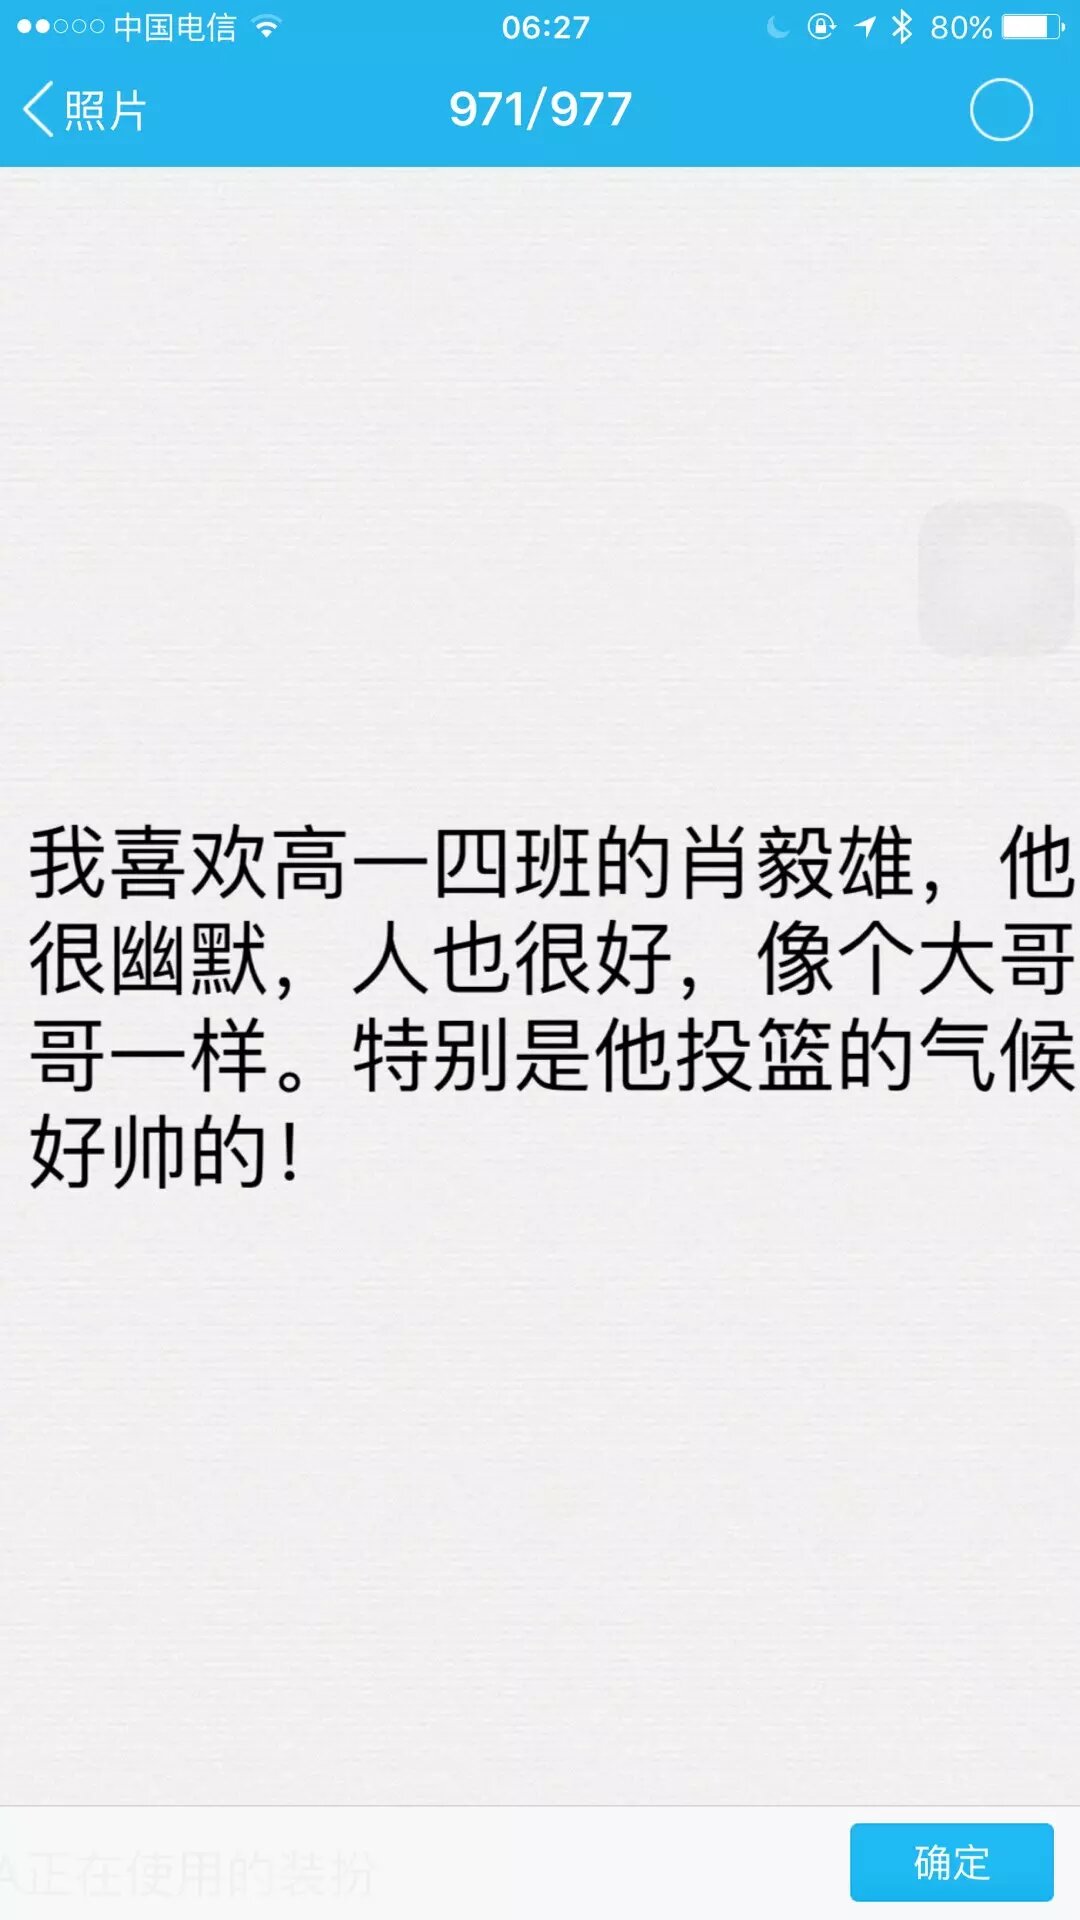 中国电信 06:27 80%
照片 971/977
我喜欢高一四班的肖毅雄，他
很幽默，人也很好，像个大哥
哥一样。特别是他投篮的气候
好帅的！
A正在使用的装扮 确定